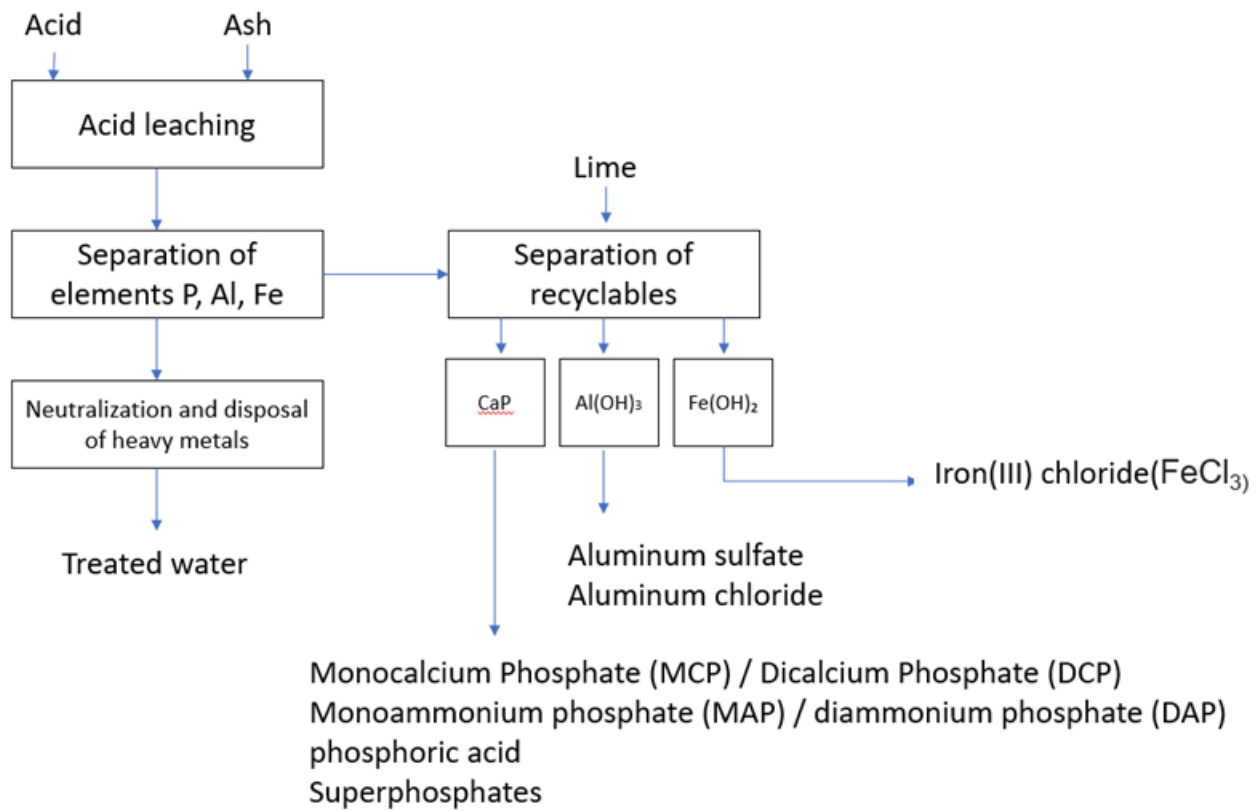 Acid
Ash
Acid leaching
Lime
Separation of
elements P, Al, Fe
Separation of
recyclables
Neutralization and disposal
of heavy metals
CaP
Al(OH)₃
Fe(OH)₂
Iron(III) chloride(FeCl₃)
Treated water
Aluminum sulfate
Aluminum chloride
Monocalcium Phosphate (MCP) / Dicalcium Phosphate (DCP)
Monoammonium phosphate (MAP) / diammonium phosphate (DAP)
phosphoric acid
Superphosphates